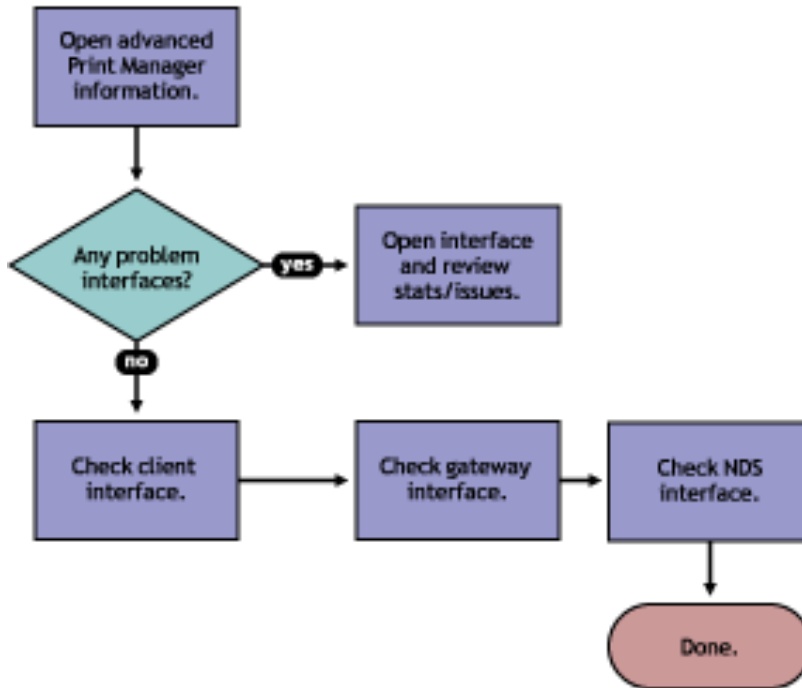 Open advanced
Print Manager
information.
Any problem
interfaces?
yes
Open interface
and review
stats/issues.
no
Check client
interface.
Check gateway
interface.
Check NDS
interface.
Done.